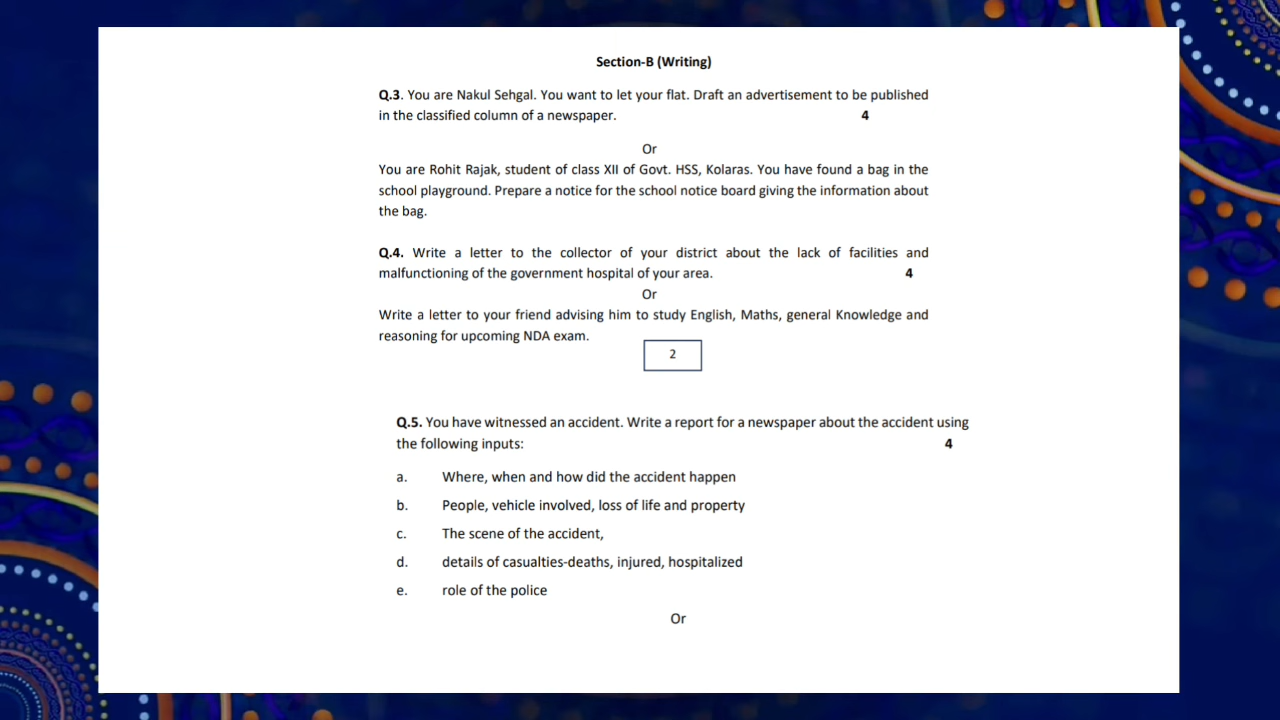 Section-B (Writing)
Q.3. You are Nakul Sehgal. You want to let your flat. Draft an advertisement to be published
in the classified column of a newspaper. 4
Or
You are Rohit Rajak, student of class XII of Govt. HSS, Kolaras. You have found a bag in the
school playground. Prepare a notice for the school notice board giving the information about
the bag.
Q.4. Write a letter to the collector of your district about the lack of facilities and
malfunctioning of the government hospital of your area. 4
Or
Write a letter to your friend advising him to study English, Maths, general Knowledge and
reasoning for upcoming NDA exam.
2
Q.5. You have witnessed an accident. Write a report for a newspaper about the accident using
the following inputs: 4
a. Where, when and how did the accident happen
b. People, vehicle involved, loss of life and property
c. The scene of the accident,
d. details of casualties-deaths, injured, hospitalized
e. role of the police
Or